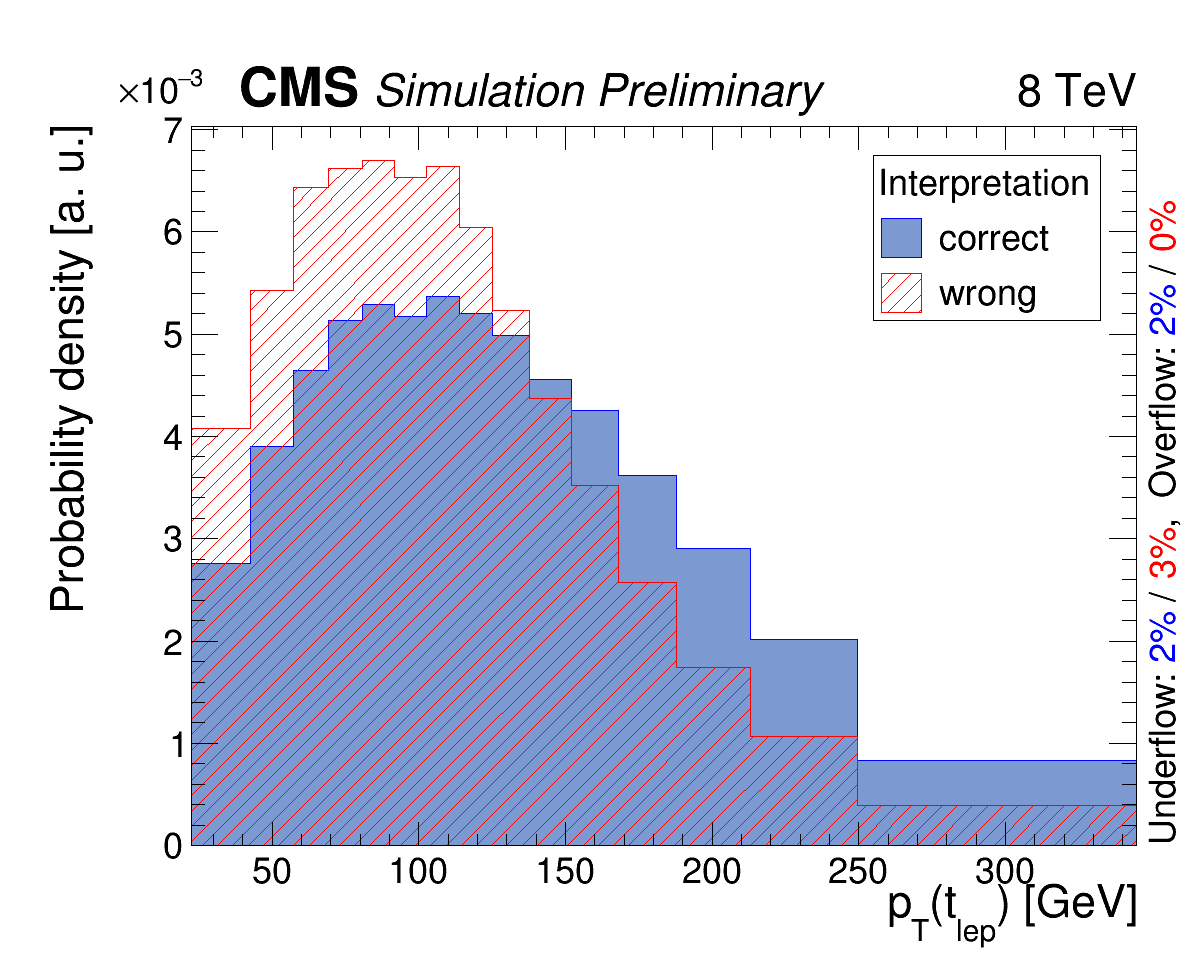 ×10⁻³ CMS Simulation Preliminary 8 TeV
Probability density [a. u.]
7
6
5
4
3
2
1
0
Interpretation
correct
wrong
50 100 150 200 250 300
p_T(t_lep) [GeV]
Underflow: 2% / 3%, Overflow: 2% / 0%